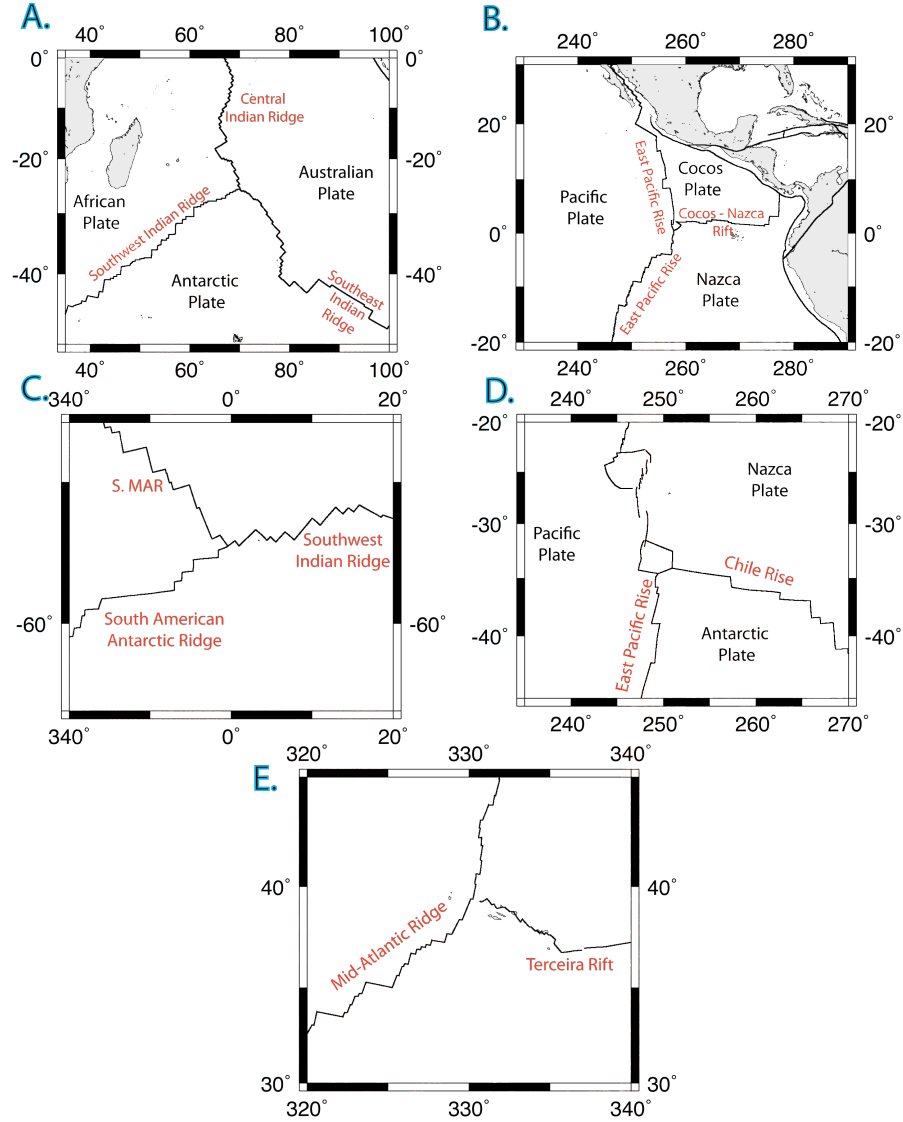 A.
40° 60° 80° 100°
0° 0°
Central
Indian Ridge
-20° -20°
Australian
Plate
African
Plate
Southwest Indian Ridge
-40° -40°
Antarctic
Plate
Southeast
Indian
Ridge
40° 60° 80° 100°
B.
240° 260° 280°
20° 20°
East Pacific Rise
Cocos
Plate
Pacific
Plate
Cocos - Nazca
Rift
0° 0°
East Pacific Rise
Nazca
Plate
-20° -20°
240° 260° 280°
C.
340° 0° 20°
S. MAR
Southwest
Indian Ridge
South American
Antarctic Ridge
-60° -60°
340° 0° 20°
D.
240° 250° 260° 270°
-20° -20°
Nazca
Plate
-30° -30°
Pacific
Plate
Chile Rise
East Pacific Rise
Antarctic
Plate
-40° -40°
240° 250° 260° 270°
E.
320° 330° 340°
40° 40°
Mid-Atlantic Ridge
Terceira Rift
30° 30°
320° 330° 340°